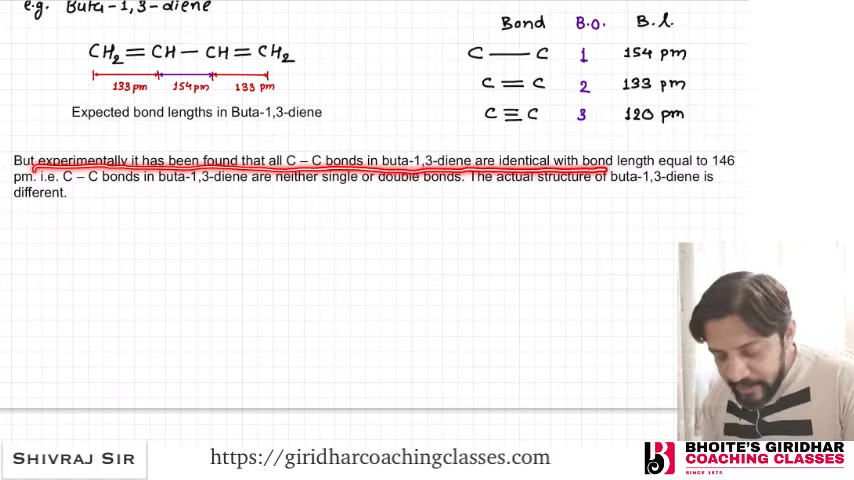 e.g. Buta-1,3-diene
Bond B.O. B.l.
CH2 = CH − CH = CH2
C — C 1 154 pm
133 pm 154 pm 133 pm
C = C 2 133 pm
Expected bond lengths in Buta-1,3-diene
C ≡ C 3 120 pm
But experimentally it has been found that all C – C bonds in buta-1,3-diene are identical with bond length equal to 146
pm. i.e. C – C bonds in buta-1,3-diene are neither single or double bonds. The actual structure of buta-1,3-diene is
different.
SHIVRAJ SIR
https://giridharcoachingclasses.com
BHOITE'S GIRIDHAR
COACHING CLASSES
SINCE 1975